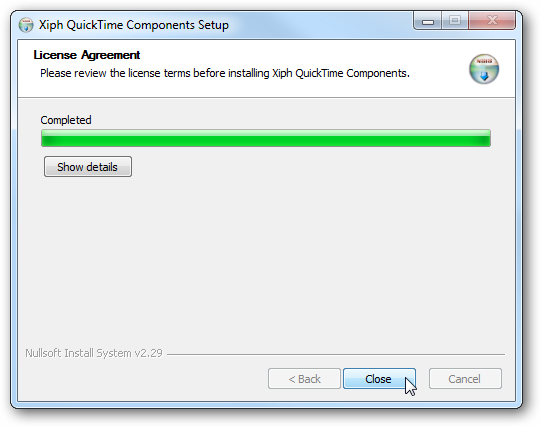 Xiph QuickTime Components Setup
License Agreement
Please review the license terms before installing Xiph QuickTime Components.
Completed
Show details
Nullsoft Install System v2.29
< Back
Close
Cancel